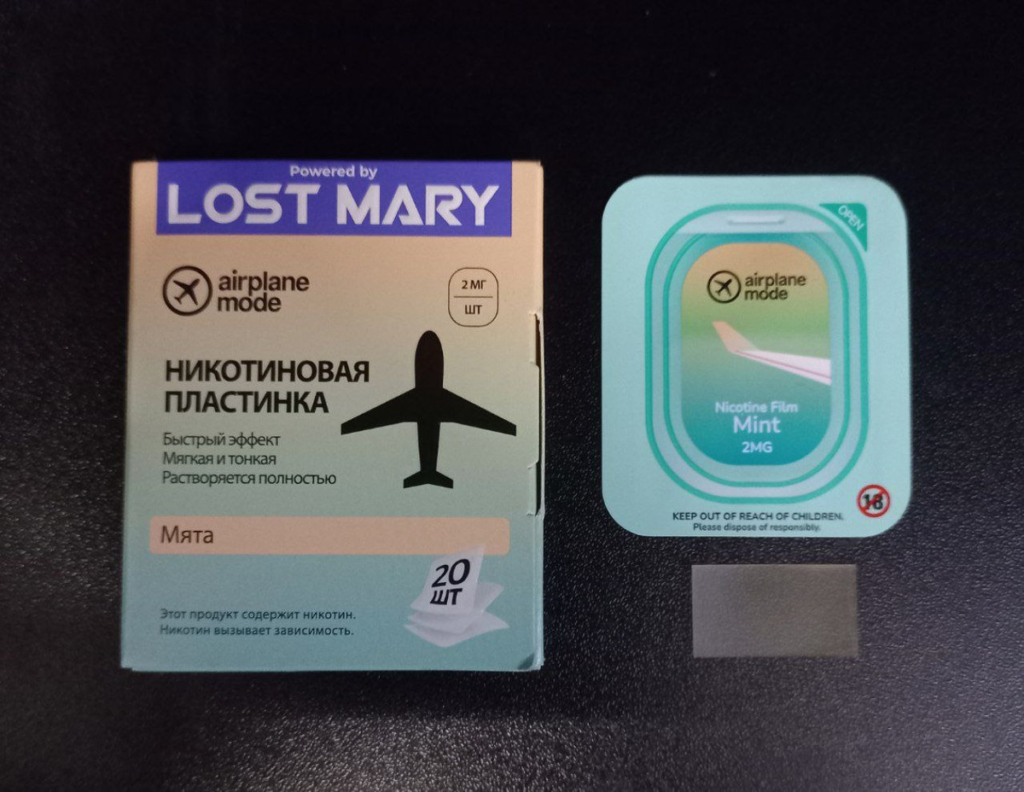 Powered by
LOST MARY
airplane
mode
2 МГ
ШТ
НИКОТИНОВАЯ
ПЛАСТИНКА
Быстрый эффект
Мягкая и тонкая
Растворяется полностью
Мята
20
ШТ
Этот продукт содержит никотин.
Никотин вызывает зависимость.
OPEN
airplane
mode
Nicotine Film
Mint
2MG
18
KEEP OUT OF REACH OF CHILDREN.
Please dispose of responsibly.